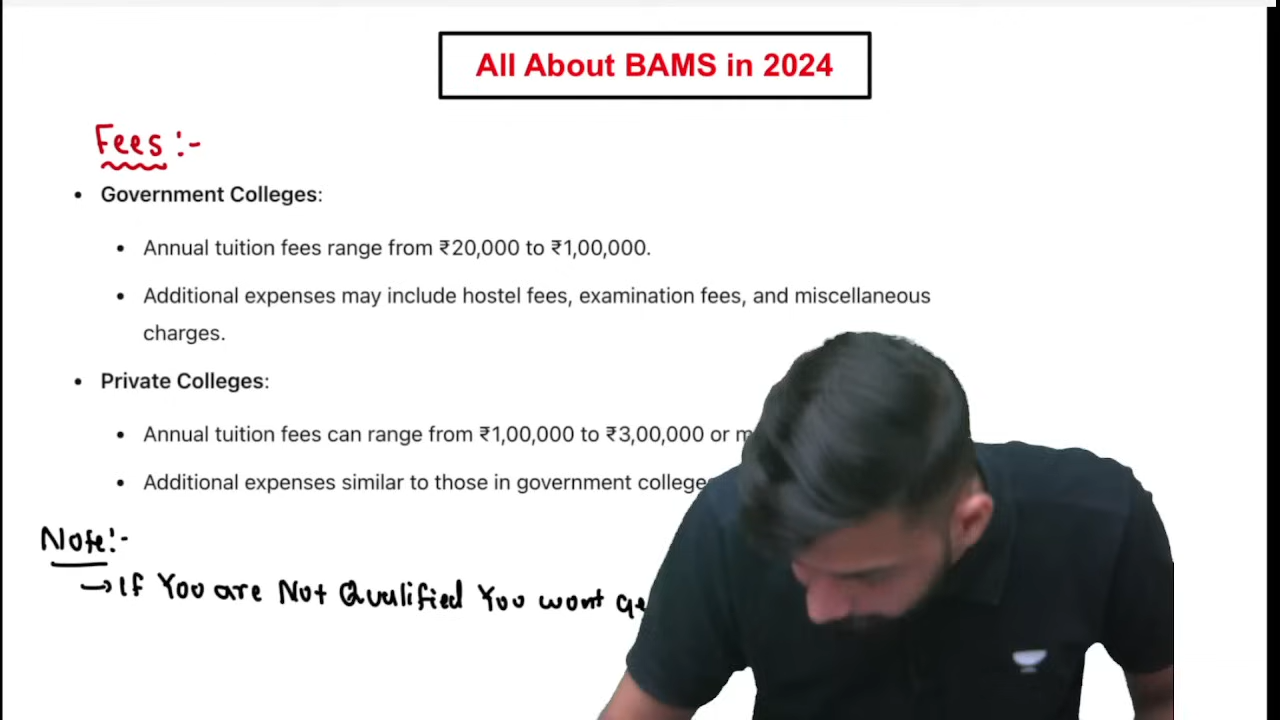 All About BAMS in 2024
Fees :-
• Government Colleges:
• Annual tuition fees range from ₹20,000 to ₹1,00,000.
• Additional expenses may include hostel fees, examination fees, and miscellaneous
charges.
• Private Colleges:
• Annual tuition fees can range from ₹1,00,000 to ₹3,00,000 or
• Additional expenses similar to those in government
Note:-
→ If You are Not Qualified You wont